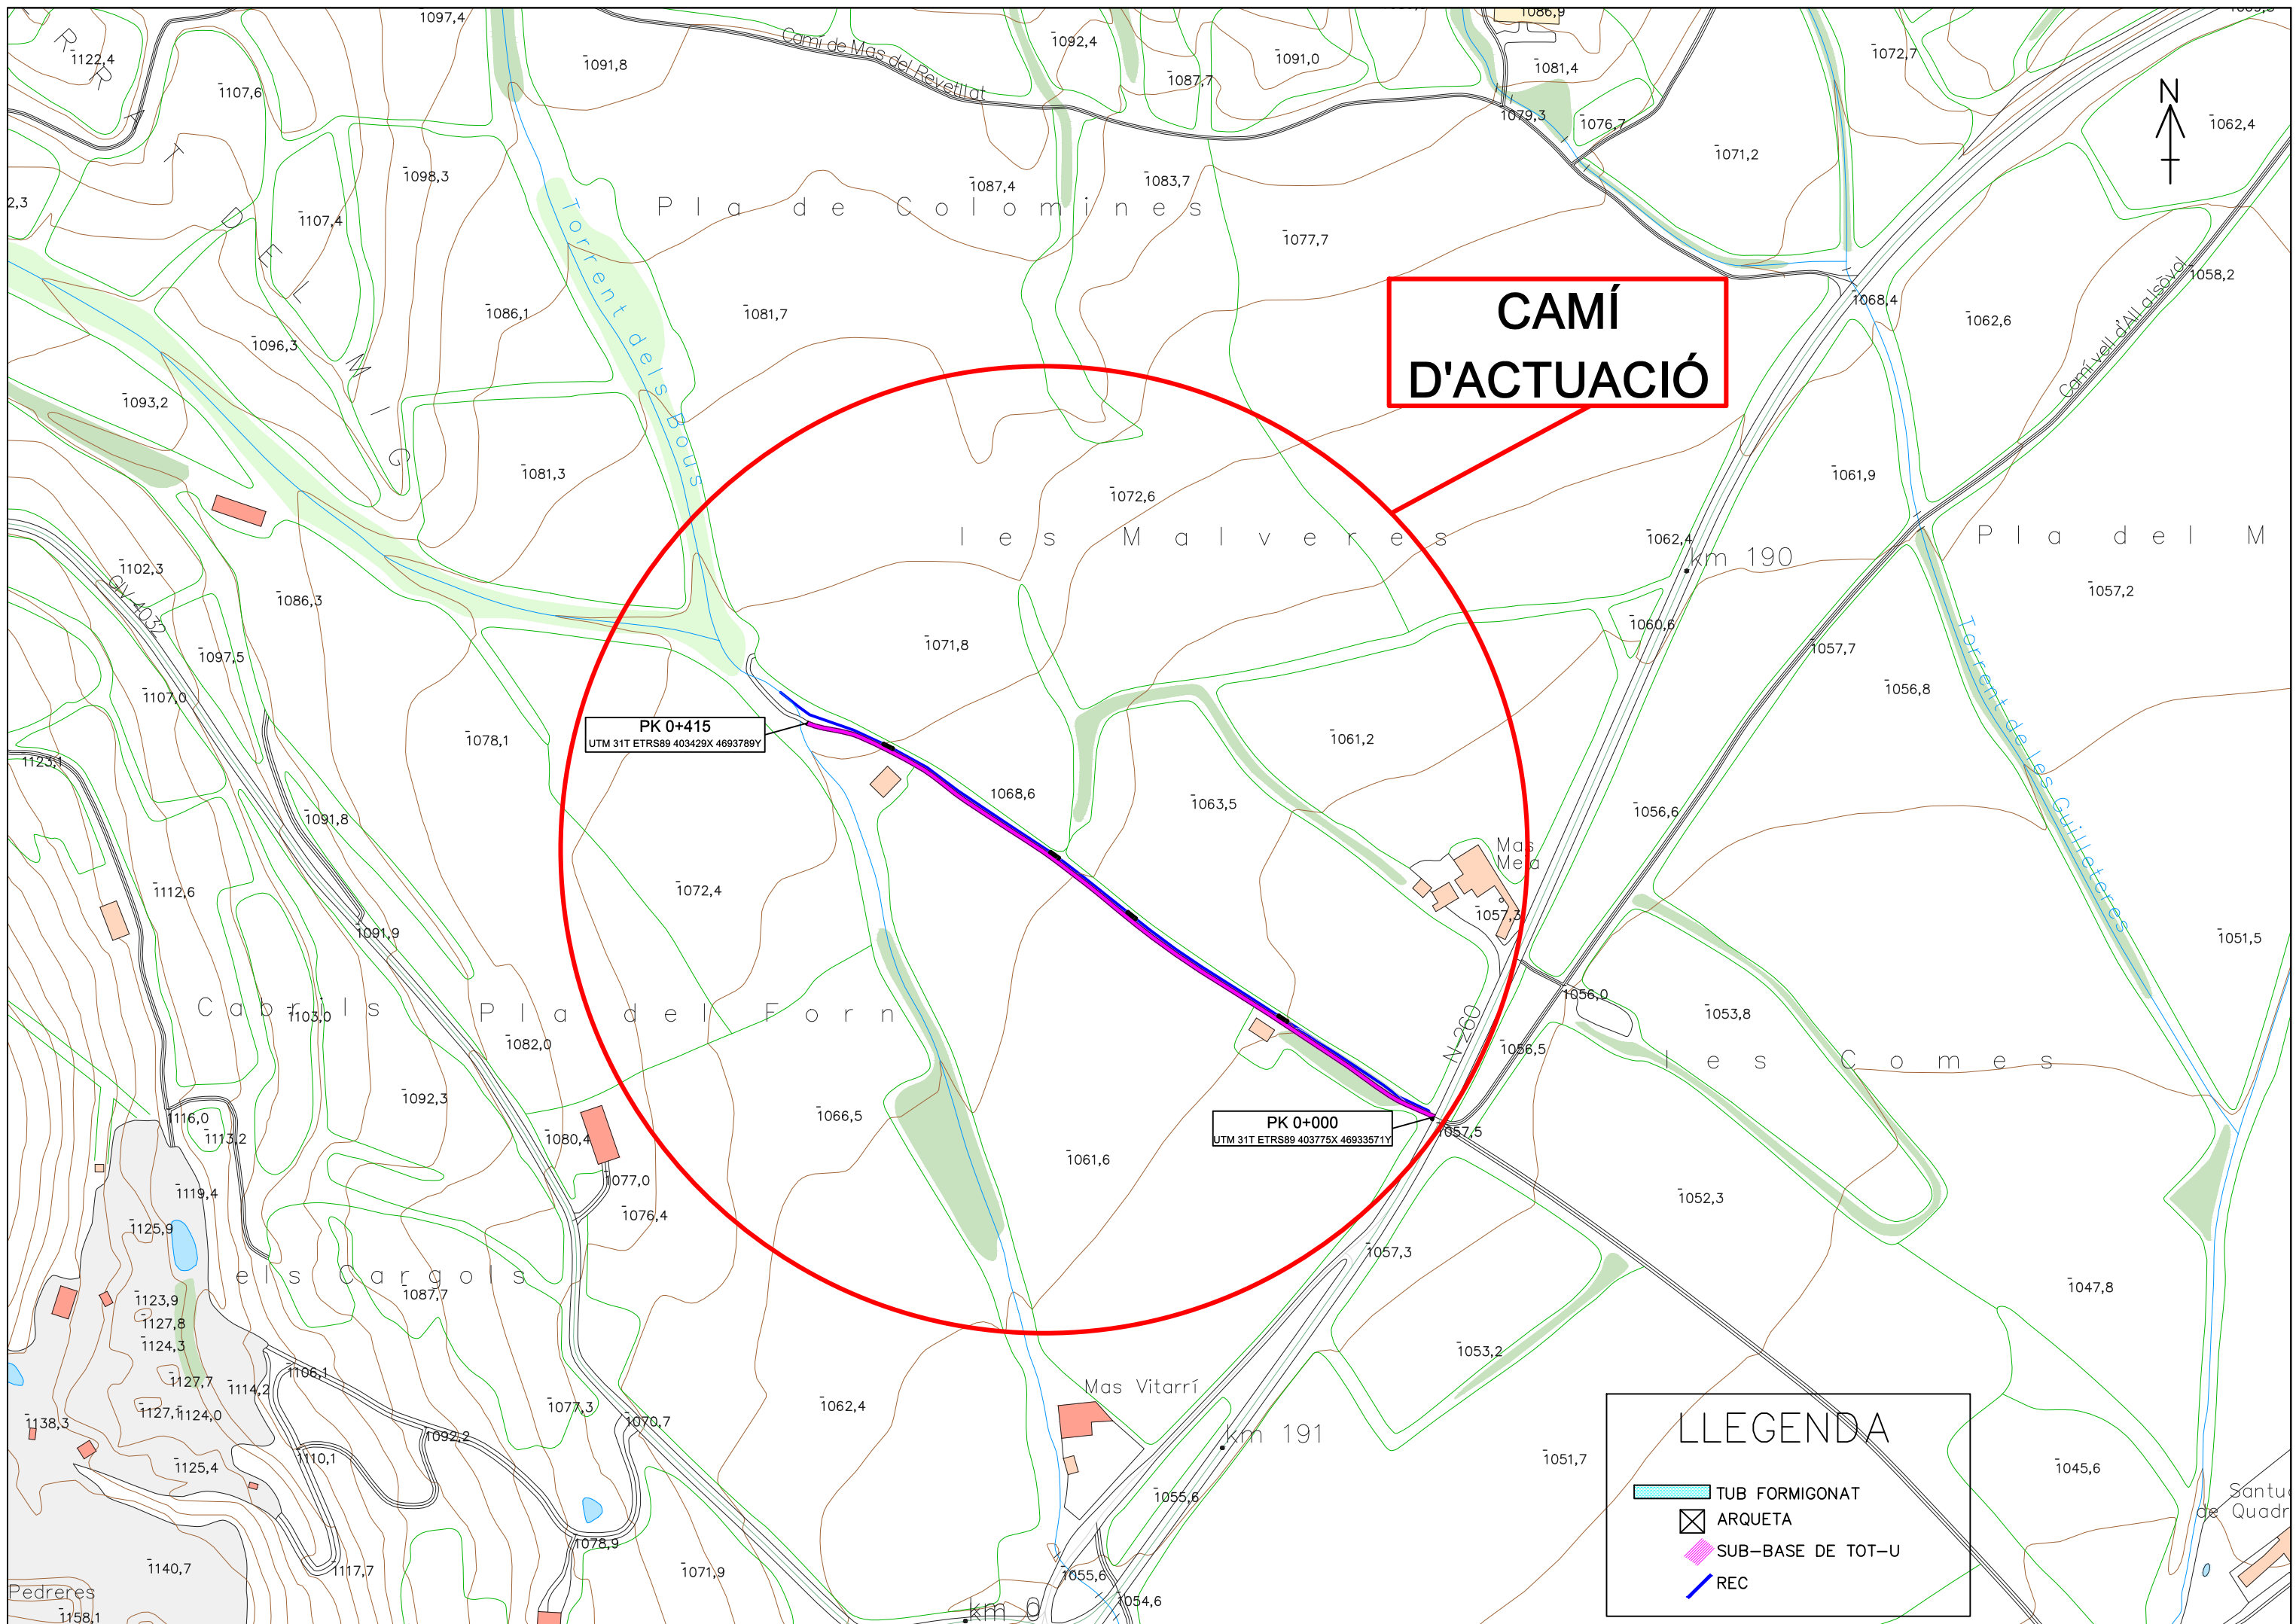 1097,4
1086,9
1122,4
1091,8
Camí de Mas del Revetllat
1092,4
1091,0
1087,7
1081,4
1072,7
N
1107,6
1079,3
1076,7
1062,4
1071,2
1098,3
1087,4
1083,7
2,3
1107,4
Pla de Colomines
Torrent dels Bous
1077,7
1058,2
1086,1
1081,7
CAMÍ
D'ACTUACIÓ
1068,4
1062,6
Camí vell d'All a Isòvol
1096,3
1093,2
1081,3
1072,6
1061,9
les Malveres
1062,4
km 190
Pla del M
1102,3
GIV-4032
1086,3
1057,2
1060,6
1071,8
1097,5
1057,7
Torrent de les Guilleteres
1107,0
1056,8
PK 0+415
UTM 31T ETRS89 403429X 4693789Y
1078,1
1061,2
1123,1
1068,6
1063,5
1056,6
1091,8
Mas
Meià
1112,6
1072,4
1057,3
1091,9
1051,5
1056,0
Cabrils
1103,0
Pla del Forn
1053,8
N-260
1082,0
1056,5
les Comes
1092,3
1066,5
1116,0
1113,2
1080,4
PK 0+000
UTM 31T ETRS89 403775X 46933571Y
1057,5
1061,6
1077,0
1119,4
1052,3
1076,4
1125,9
1057,3
els Cargols
1087,7
1047,8
1123,9
1127,8
1124,3
1053,2
1106,1
1127,7
1114,2
Mas Vitarrí
1077,3
1062,4
1124,0
1138,3
1070,7
1092,2
km 191
LLEGENDA
1110,1
1125,4
1051,7
1045,6
TUB FORMIGONAT
1055,6
Santu
de Quadr
ARQUETA
1078,9
SUB-BASE DE TOT-U
1140,7
1117,7
1071,9
1055,6
REC
Pedreres
1054,6
1158,1
km 0